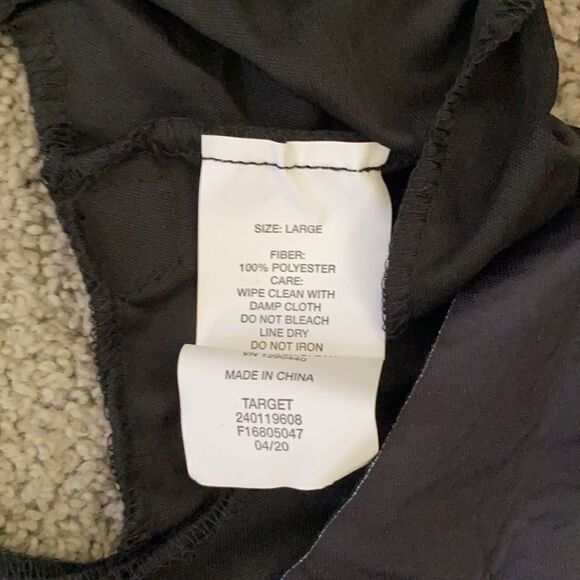 SIZE: LARGE
FIBER:
100% POLYESTER
CARE:
WIPE CLEAN WITH
DAMP CLOTH
DO NOT BLEACH
LINE DRY
DO NOT IRON
MADE IN CHINA
TARGET
240119608
F16805047
04/20